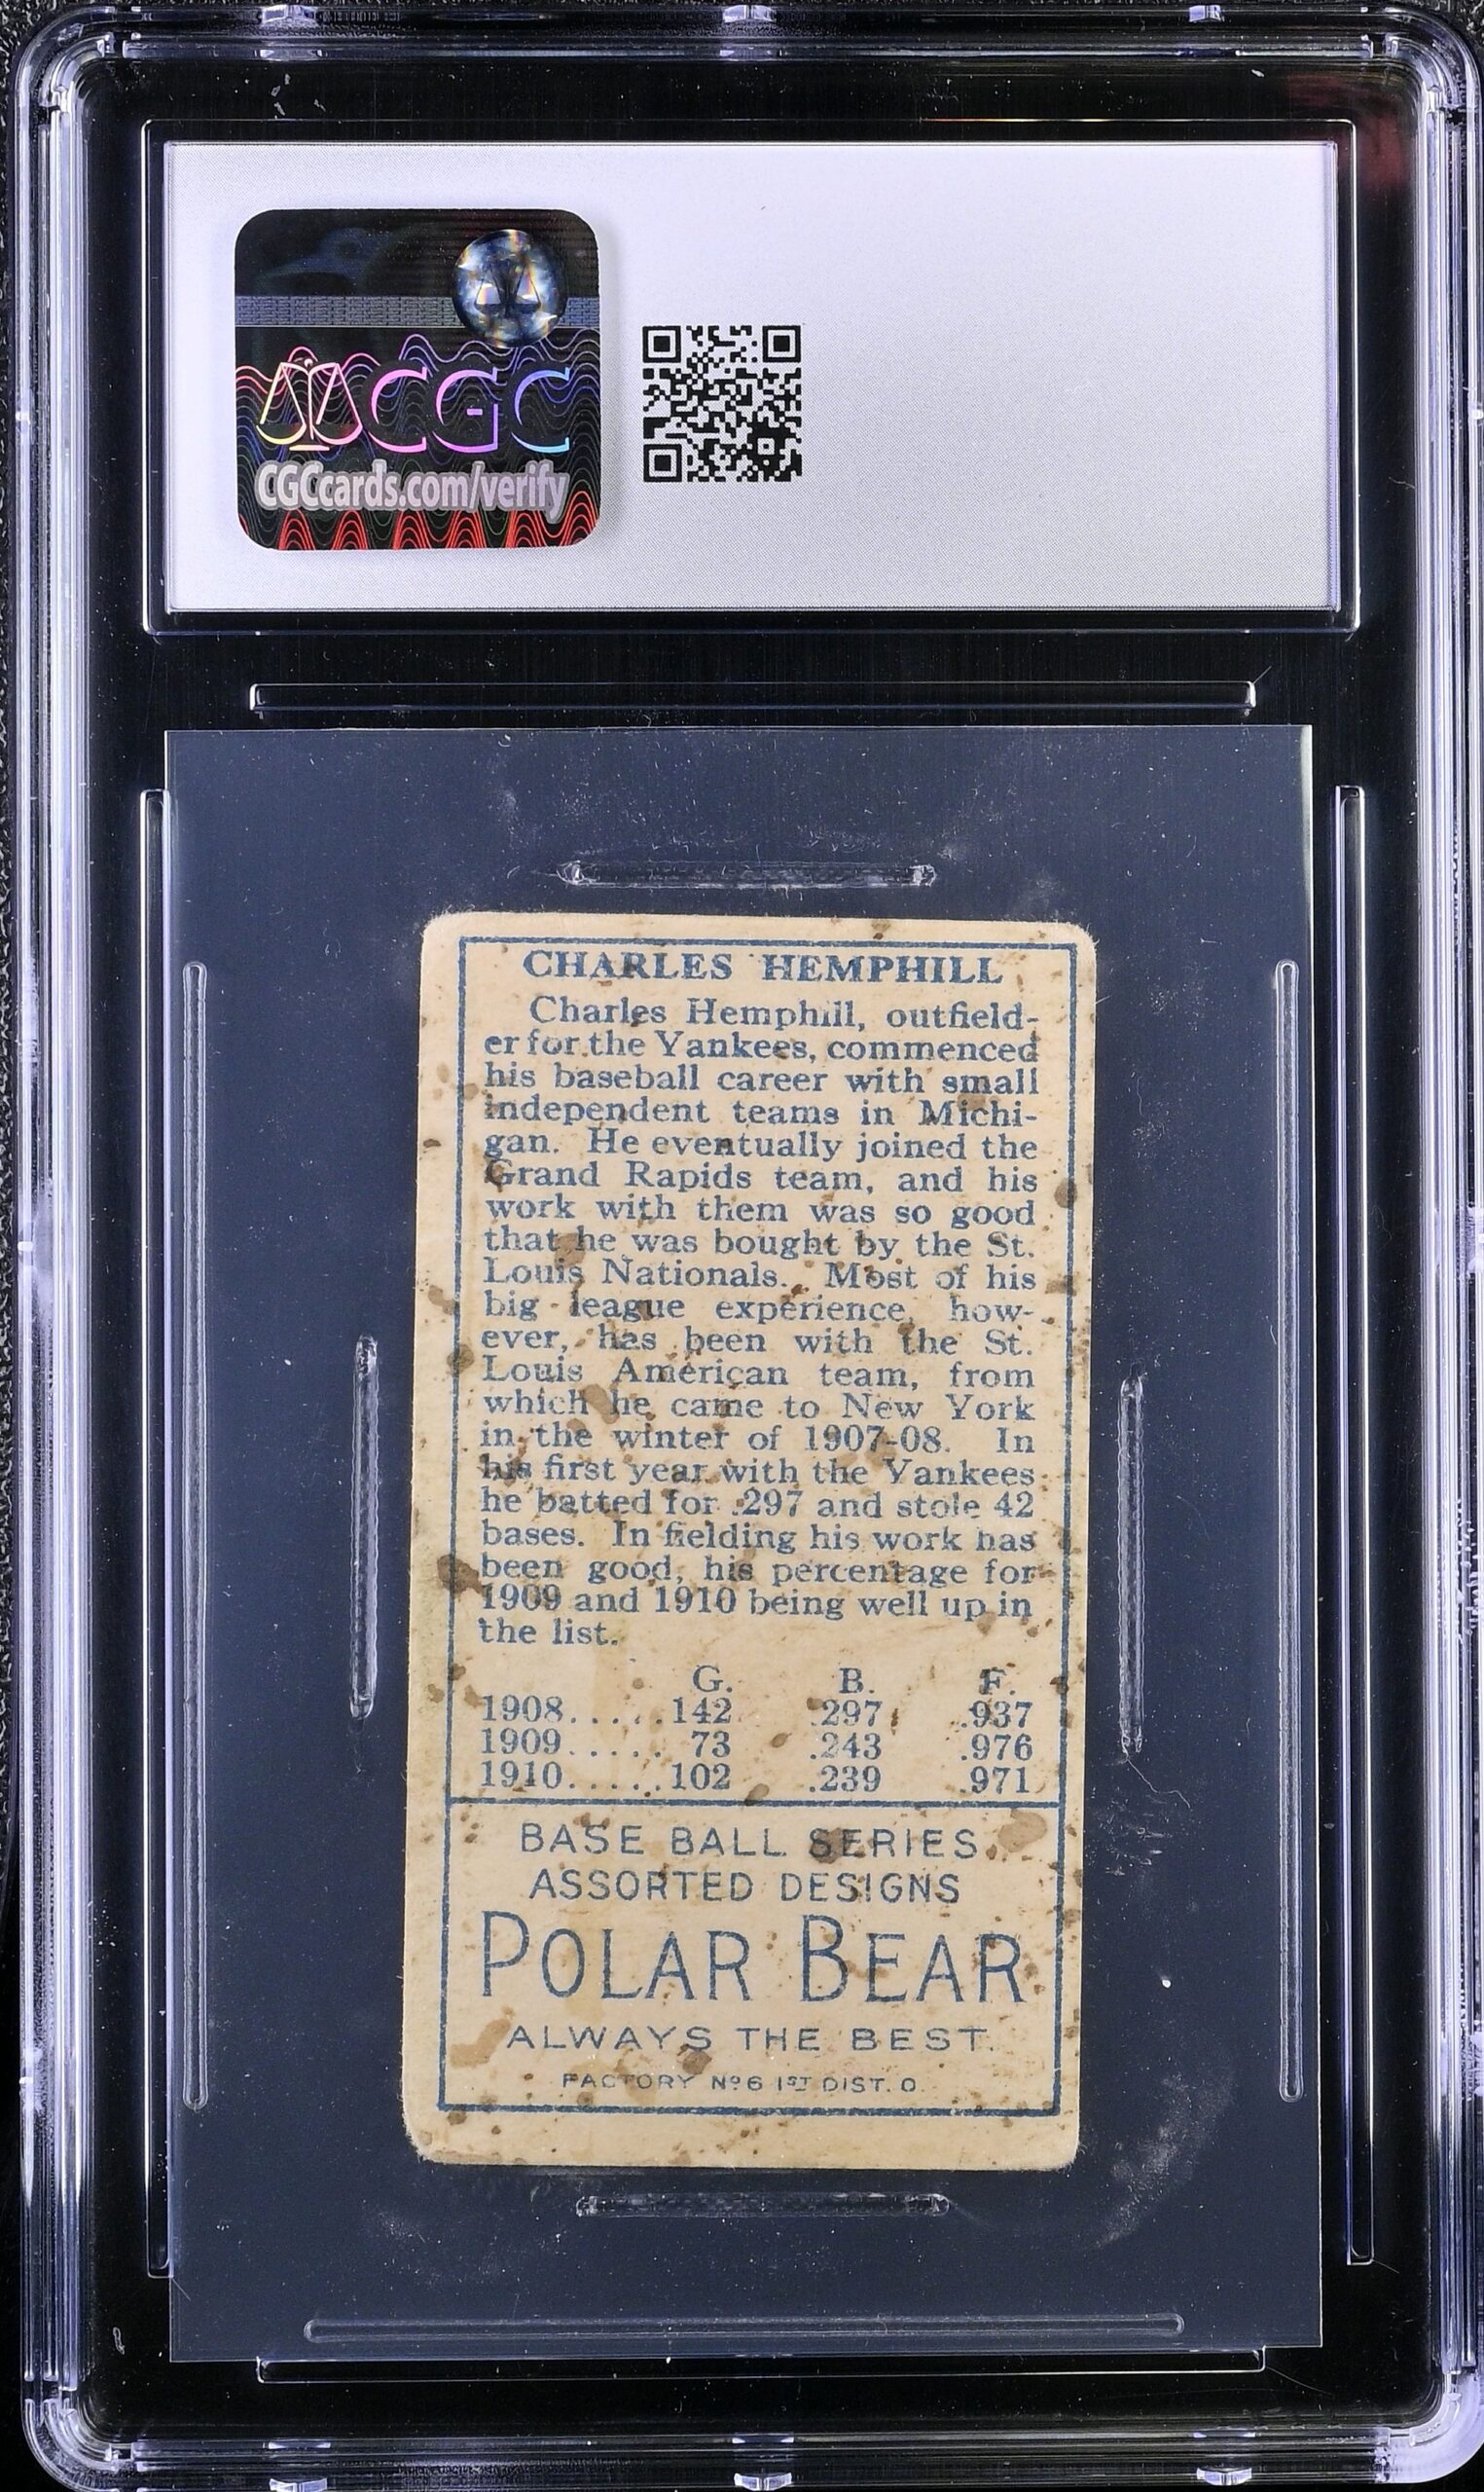 CGC
CGCcards.com/verify
CHARLES HEMPHILL
Charles Hemphill, outfield-
er for the Yankees, commenced
his baseball career with small
independent teams in Michi-
gan. He eventually joined the
Grand Rapids team, and his
work with them was so good
that he was bought by the St.
Louis Nationals. Most of his
big league experience, how-
ever, has been with the St.
Louis American team, from
which he came to New York
in the winter of 1907-08. In
his first year with the Yankees
he batted for .297 and stole 42
bases. In fielding his work has
been good, his percentage for
1909 and 1910 being well up in
the list.
G. B. F.
1908.....142 .297 .937
1909..... 73 .243 .976
1910.....102 .239 .971
BASE BALL SERIES
ASSORTED DESIGNS
POLAR BEAR
ALWAYS THE BEST.
FACTORY Nº 6 1ST DIST. O.